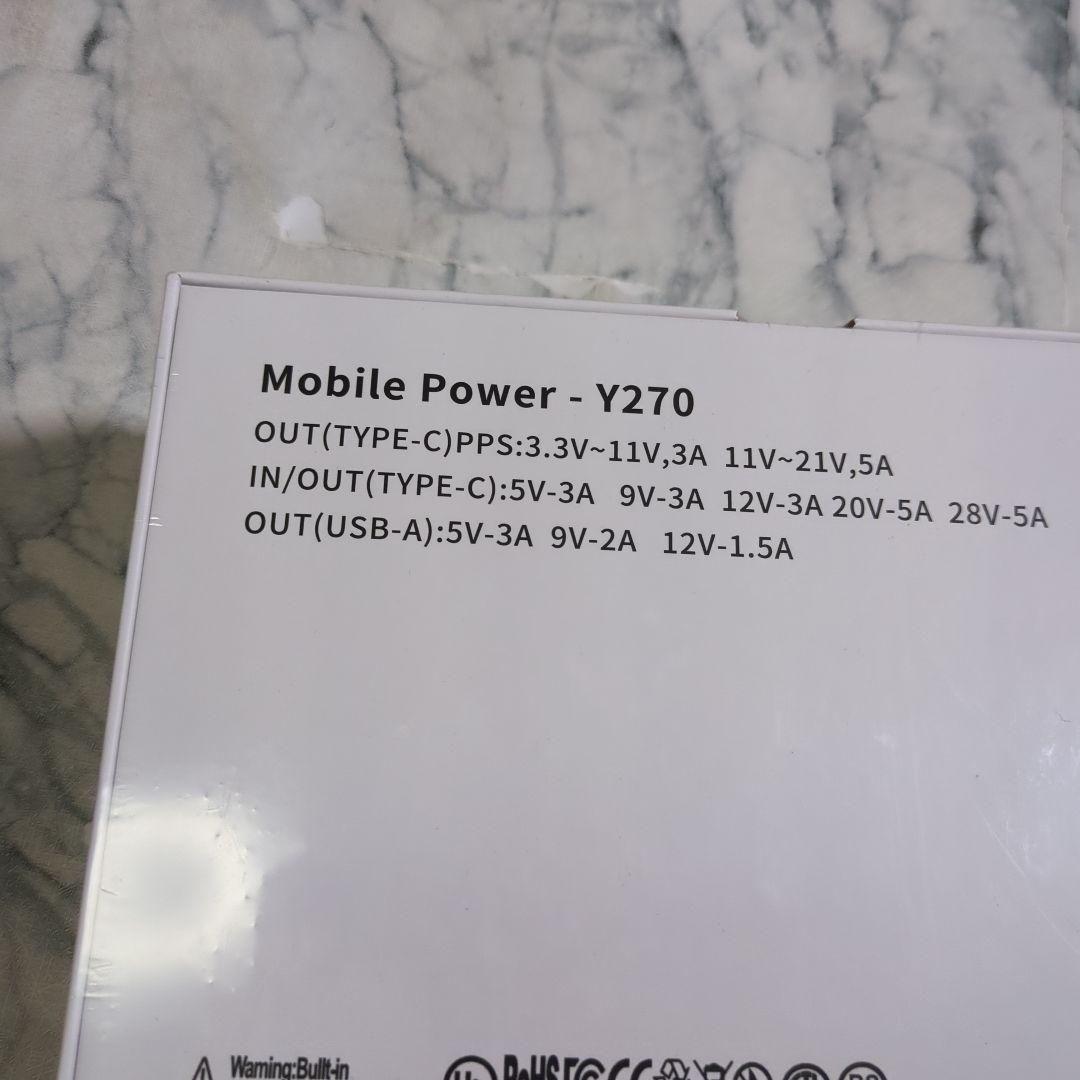 Mobile Power - Y270
OUT(TYPE-C)PPS:3.3V~11V,3A 11V~21V,5A
IN/OUT(TYPE-C):5V-3A 9V-3A 12V-3A 20V-5A 28V-5A
OUT(USB-A):5V-3A 9V-2A 12V-1.5A
Warning:Built-in
RoHS